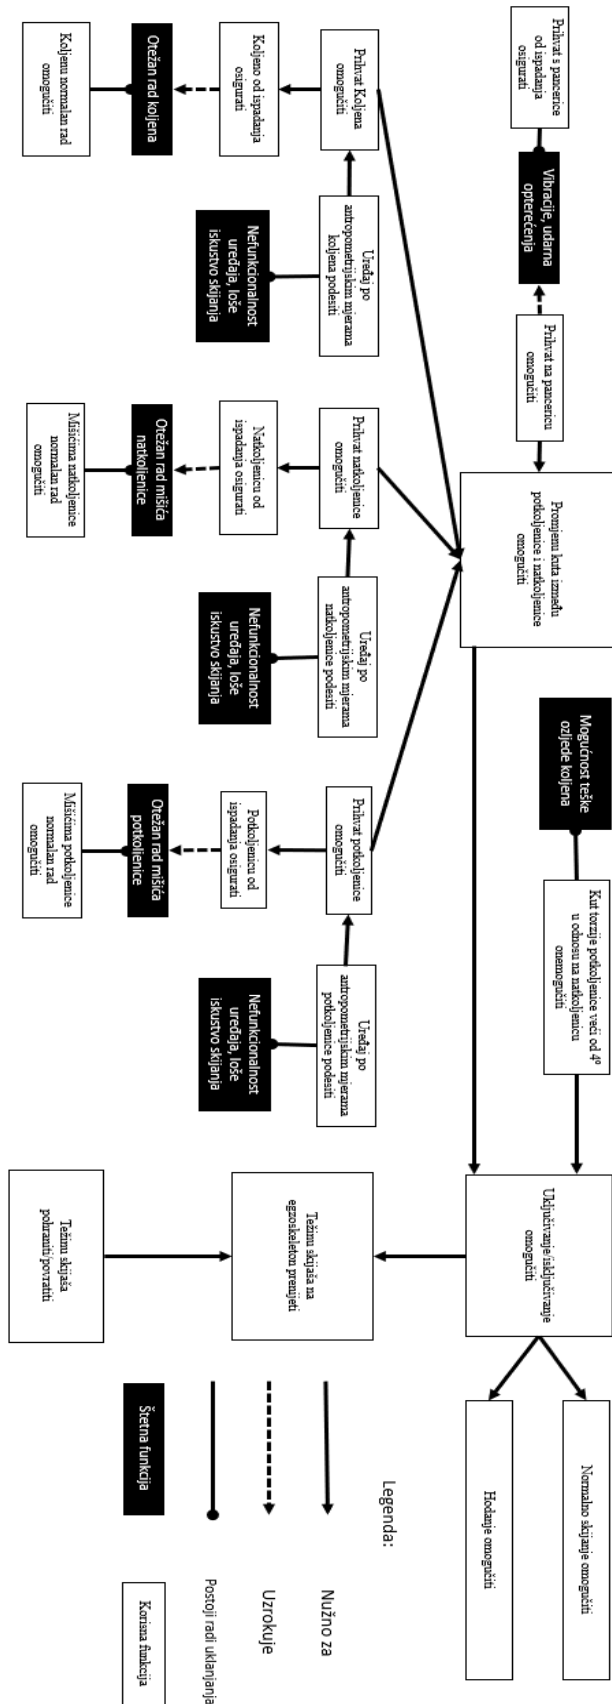 Prihvat s pancerice
od ispadanja
osigurati
Vibracije, udarna
opterećenja
Prihvat na pancericu
omogućiti
Promjenu kuta između
potkoljenice i natkoljenice
omogućiti
Mogućnost teške
ozljede koljena
Kut torzije potkoljenice veći od 4°
u odnosu na natkoljenicu
onemogućiti
Uključivanje/isključivanje
omogućiti
Normalno skijanje omogućiti
Hodanje omogućiti
Prihvat Koljena
omogućiti
Uređaj po
antropometrijskim mjerama
koljena podesiti
Koljeno od ispadanja
osigurati
Nefunkcionalnost
uređaja, loše
iskustvo skijanja
Otežan rad koljena
Koljenu normalan rad
omogućiti
Prihvat natkoljenice
omogućiti
Uređaj po
antropometrijskim mjerama
natkoljenice podesiti
Natkoljenicu od
ispadanja osigurati
Nefunkcionalnost
uređaja, loše
iskustvo skijanja
Otežan rad mišića
natkoljenice
Mišićima natkoljenice
normalan rad
omogućiti
Prihvat potkoljenice
omogućiti
Uređaj po
antropometrijskim mjerama
potkoljenice podesiti
Potkoljenicu od
ispadanja osigurati
Nefunkcionalnost
uređaja, loše
iskustvo skijanja
Otežan rad mišića
potkoljenice
Mišićima potkoljenice
normalan rad
omogućiti
Težinu skijaša na
egzoskeleton prenijeti
Težinu skijaša
pohraniti/povratiti
Legenda:
Nužno za
Uzrokuje
Postoji radi uklanjanja
Štetna funkcija
Korisna funkcija